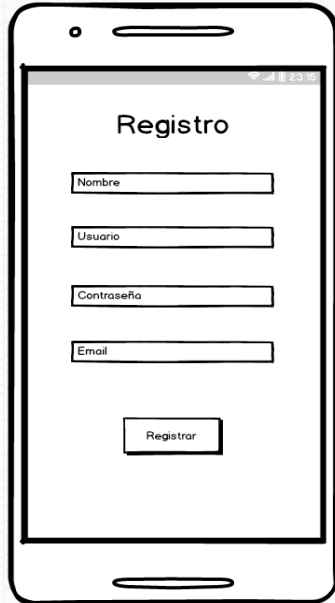 23:15
Registro
Nombre
Usuario
Contraseña
Email
Registrar